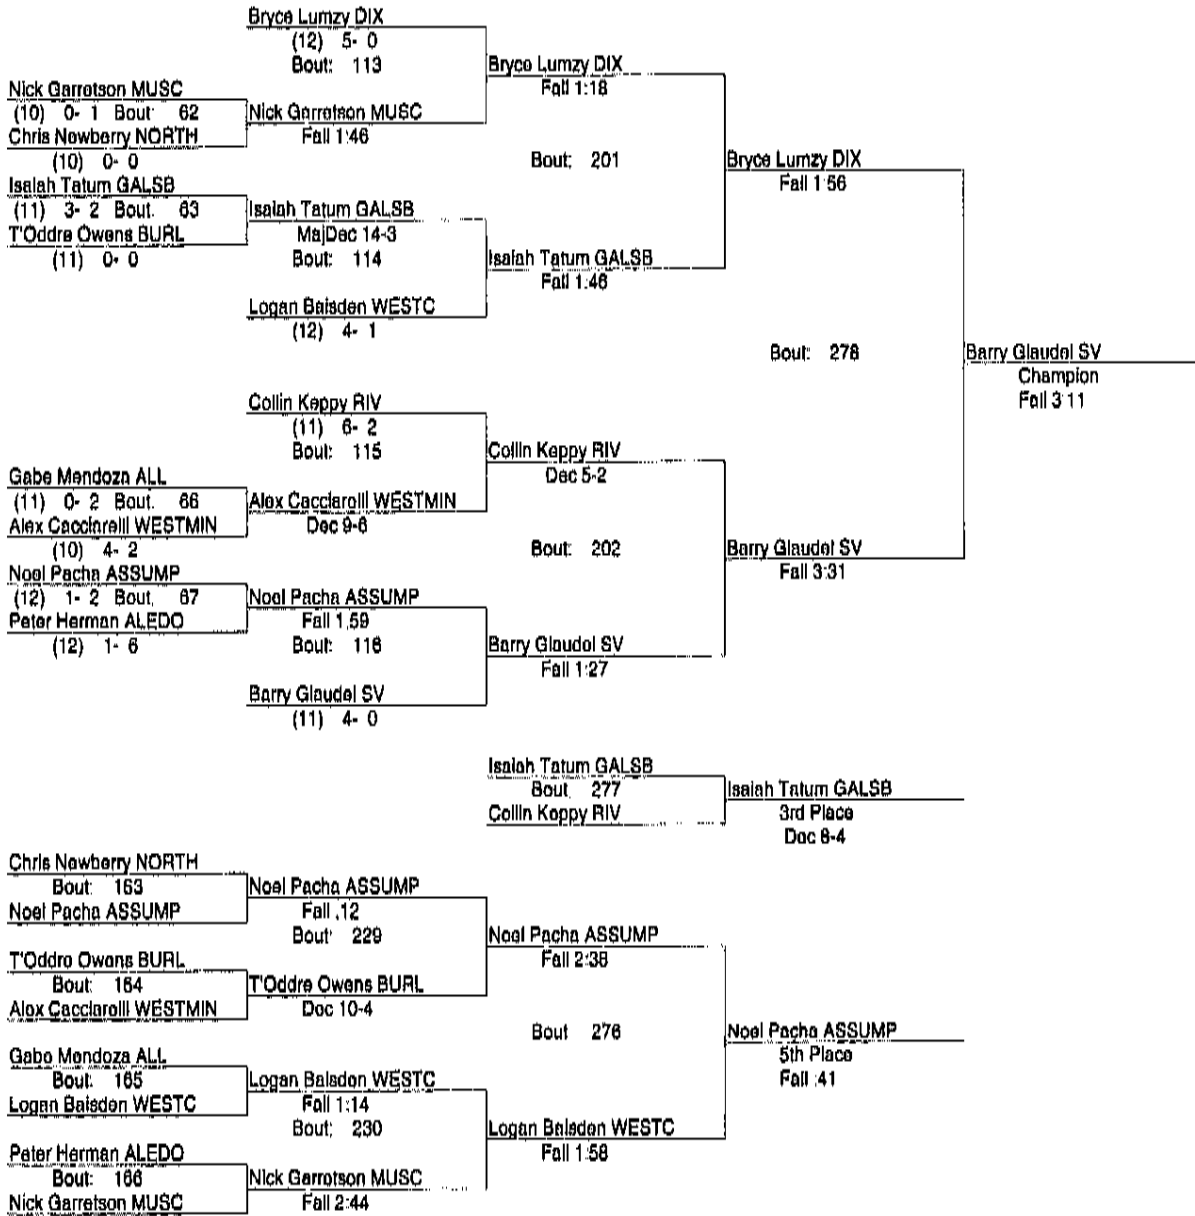 Bryce Lumzy DIX
(12) 5- 0
Bout: 113
Bryce Lumzy DIX
Fall 1:18
Nick Garretson MUSC
(10) 0- 1 Bout: 62
Nick Garretson MUSC
Fall 1:46
Chris Newberry NORTH
(10) 0- 0
Bout: 201
Bryce Lumzy DIX
Fall 1:56
Isaiah Tatum GALSB
(11) 3- 2 Bout: 63
Isaiah Tatum GALSB
MajDec 14-3
T'Oddre Owens BURL
(11) 0- 0
Bout: 114
Isaiah Tatum GALSB
Fall 1:46
Logan Baisden WESTC
(12) 4- 1
Bout: 278
Barry Glaudel SV
Champion
Fall 3:11
Collin Keppy RIV
(11) 6- 2
Bout: 115
Collin Keppy RIV
Dec 5-2
Gabe Mendoza ALL
(11) 0- 2 Bout: 66
Alex Cacciarelli WESTMIN
Dec 9-6
Alex Cacciarelli WESTMIN
(10) 4- 2
Bout: 202
Barry Glaudel SV
Fall 3:31
Noel Pacha ASSUMP
(12) 1- 2 Bout: 67
Noel Pacha ASSUMP
Fall 1:59
Peter Herman ALEDO
(12) 1- 6
Bout: 116
Barry Glaudel SV
Fall 1:27
Barry Glaudel SV
(11) 4- 0
Isaiah Tatum GALSB
Bout: 277
Isaiah Tatum GALSB
3rd Place
Dec 8-4
Collin Keppy RIV
Chris Newberry NORTH
Bout: 163
Noel Pacha ASSUMP
Fall :12
Noel Pacha ASSUMP
Bout: 229
Noel Pacha ASSUMP
Fall 2:38
T'Oddre Owens BURL
Bout: 164
T'Oddre Owens BURL
Dec 10-4
Alex Cacciarelli WESTMIN
Bout: 276
Noel Pacha ASSUMP
5th Place
Fall :41
Gabe Mendoza ALL
Bout: 165
Logan Baisden WESTC
Fall 1:14
Logan Baisden WESTC
Bout: 230
Logan Baisden WESTC
Fall 1:58
Peter Herman ALEDO
Bout: 166
Nick Garretson MUSC
Fall 2:44
Nick Garretson MUSC